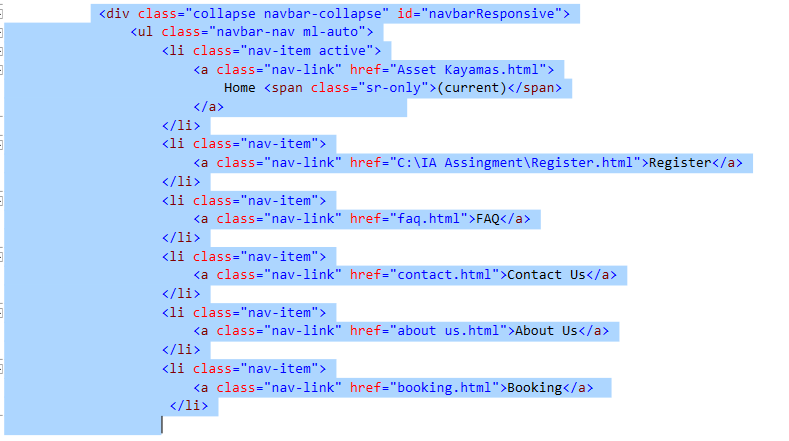 <div class="collapse navbar-collapse" id="navbarResponsive">
<ul class="navbar-nav ml-auto">
<li class="nav-item active">
<a class="nav-link" href="Asset Kayamas.html">
Home <span class="sr-only">(current)</span>
</a>
</li>
<li class="nav-item">
<a class="nav-link" href="C:\IA Assingment\Register.html">Register</a>
</li>
<li class="nav-item">
<a class="nav-link" href="faq.html">FAQ</a>
</li>
<li class="nav-item">
<a class="nav-link" href="contact.html">Contact Us</a>
</li>
<li class="nav-item">
<a class="nav-link" href="about us.html">About Us</a>
</li>
<li class="nav-item">
<a class="nav-link" href="booking.html">Booking</a>
</li>